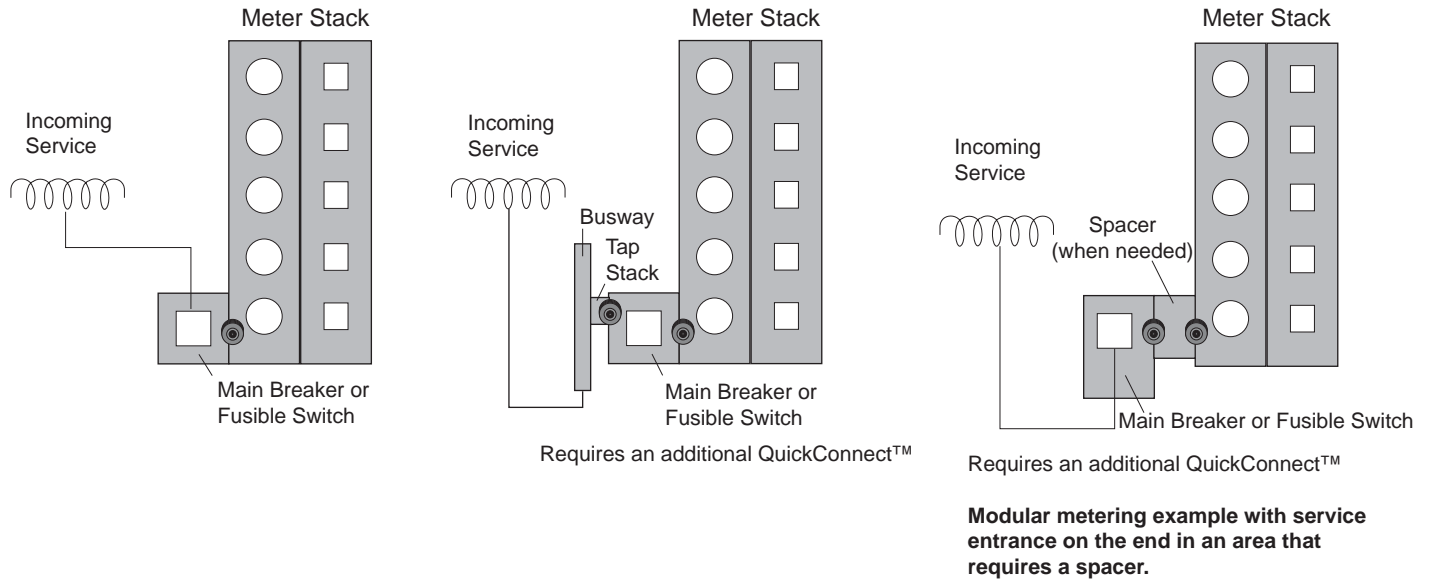 Meter Stack
Incoming
Service
Main Breaker or
Fusible Switch
Meter Stack
Incoming
Service
Busway
Tap
Stack
Main Breaker or
Fusible Switch
Requires an additional QuickConnect™
Meter Stack
Incoming
Service
Spacer
(when needed)
Main Breaker or Fusible Switch
Requires an additional QuickConnect™
Modular metering example with service
entrance on the end in an area that
requires a spacer.